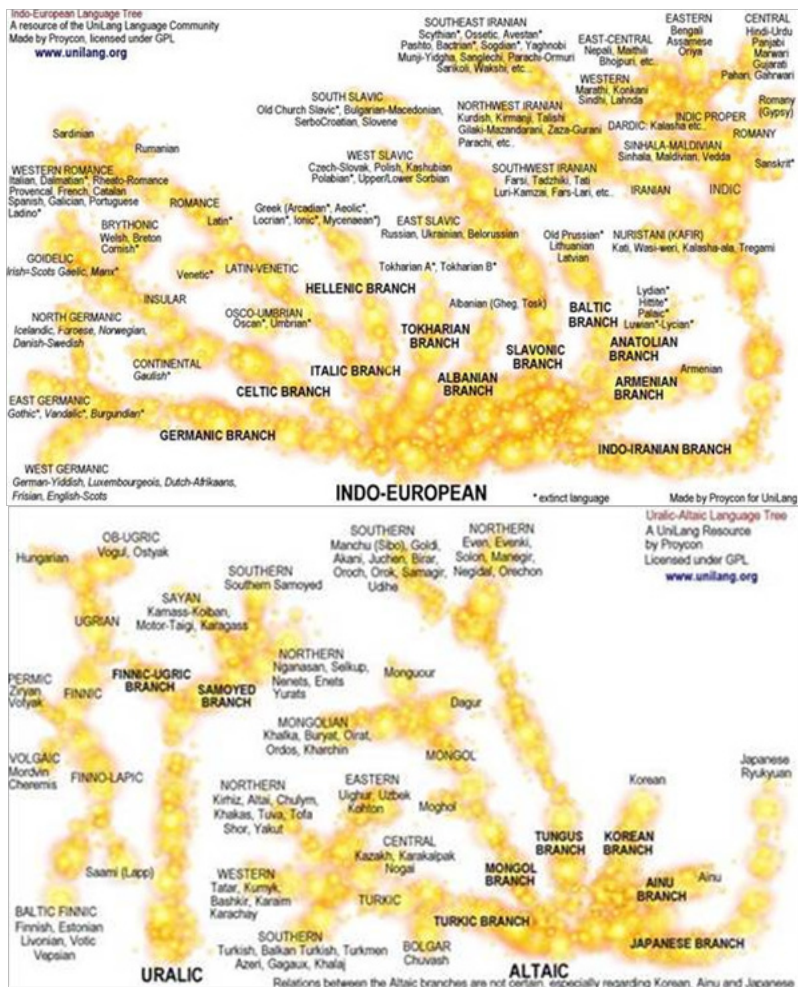 Indo-European Language Tree
A resource of the UniLang Language Community
Made by Proycon, licensed under GPL
www.unilang.org
SOUTHEAST IRANIAN
Scythian*, Ossetic, Avestan*
Pashto, Bactrian*, Sogdian*, Yaghnobi
Munji-Yidgha, Sanglechi, Parachi-Ormuri
Sarikoli, Wakshi, etc..
EAST-CENTRAL
Nepali, Maithili
Bhojpuri, etc..
EASTERN
Bengali
Assamese
Oriya
CENTRAL
Hindi-Urdu
Panjabi
Marwari
Gujarati
Pahari, Gahrwari
WESTERN
Marathi, Konkani
Sindhi, Lahnda
Romany
(Gypsy)
SOUTH SLAVIC
Old Church Slavic*, Bulgarian-Macedonian,
SerboCroatian, Slovene
NORTHWEST IRANIAN
Kurdish, Kirmanji, Talishi
Gilaki-Mazandarani, Zaza-Gurani
Parachi, etc..
INDIC PROPER
DARDIC: Kalasha etc..
ROMANY
SINHALA-MALDIVIAN
Sinhala, Maldivian, Vedda
Sanskrit*
Sardinian
Rumanian
WEST SLAVIC
Czech-Slovak, Polish, Kashubian
Polabian*, Upper/Lower Sorbian
SOUTHWEST IRANIAN
Farsi, Tadzhiki, Tati
Luri-Kamzai, Fars-Lari, etc..
IRANIAN
INDIC
WESTERN ROMANCE
Italian, Dalmatian*, Rheato-Romance
Provencal, French, Catalan
Spanish, Galician, Portuguese
Ladino*
ROMANCE
Latin*
Greek (Arcadian*, Aeolic*,
Locrian*, Ionic*, Mycenaean*)
EAST SLAVIC
Russian, Ukrainian, Belorussian
Old Prussian*
Lithuanian
Latvian
NURISTANI (KAFIR)
Kati, Wasi-weri, Kalasha-ala, Tregami
BRYTHONIC
Welsh, Breton
Cornish*
GOIDELIC
Irish=Scots Gaelic, Manx*
Venetic*
LATIN-VENETIC
Tokharian A*, Tokharian B*
HELLENIC BRANCH
Albanian (Gheg, Tosk)
Lydian*
Hittite*
Palaic*
Luwian*-Lycian*
INSULAR
OSCO-UMBRIAN
Oscan*, Umbrian*
TOKHARIAN
BRANCH
BALTIC
BRANCH
ANATOLIAN
BRANCH
NORTH GERMANIC
Icelandic, Faroese, Norwegian,
Danish-Swedish
CONTINENTAL
Gaulish*
ITALIC BRANCH
SLAVONIC
BRANCH
ALBANIAN
BRANCH
Armenian
ARMENIAN
BRANCH
CELTIC BRANCH
EAST GERMANIC
Gothic*, Vandalic*, Burgundian*
GERMANIC BRANCH
INDO-IRANIAN BRANCH
WEST GERMANIC
German-Yiddish, Luxembourgeois, Dutch-Afrikaans,
Frisian, English-Scots
INDO-EUROPEAN
* extinct language
Made by Proycon for UniLang
Uralic-Altaic Language Tree
A UniLang Resource
by Proycon
Licensed under GPL
www.unilang.org
OB-UGRIC
Vogul, Ostyak
Hungarian
SOUTHERN
Manchu (Sibo), Goldi,
Akani, Juchen, Birar,
Oroch, Orok, Samagir,
Udihe
NORTHERN
Even, Evenki,
Solon, Manegir,
Negidal, Orechon
SOUTHERN
Southern Samoyed
SAYAN
Kamass-Koiban,
Motor-Taigi, Karagass
UGRIAN
NORTHERN
Nganasan, Selkup,
Nenets, Enets
Yurats
PERMIC
Ziryan
Votyak
FINNIC
FINNIC-UGRIC
BRANCH
SAMOYED
BRANCH
Monguour
Dagur
MONGOLIAN
Khalka, Buryat, Oirat,
Ordos, Kharchin
MONGOL
VOLGAIC
Mordvin
Cheremis
FINNO-LAPIC
NORTHERN
Kirhiz, Altai, Chulym,
Khakas, Tuva, Tofa
Shor, Yakut
EASTERN
Uighur, Uzbek
Kohton
Moghol
Korean
Japanese
Ryukyuan
CENTRAL
Kazakh, Karakalpak
Nogai
TUNGUS
BRANCH
KOREAN
BRANCH
Saami (Lapp)
WESTERN
Tatar, Kumyk,
Bashkir, Karaim
Karachay
TURKIC
MONGOL
BRANCH
AINU
BRANCH
Ainu
BALTIC FINNIC
Finnish, Estonian
Livonian, Votic
Vepsian
TURKIC BRANCH
SOUTHERN
Turkish, Balkan Turkish, Turkmen
Azeri, Gagaux, Khalaj
BOLGAR
Chuvash
JAPANESE BRANCH
URALIC
ALTAIC
Relations between the Altaic branches are not certain, especially regarding Korean, Ainu and Japanese